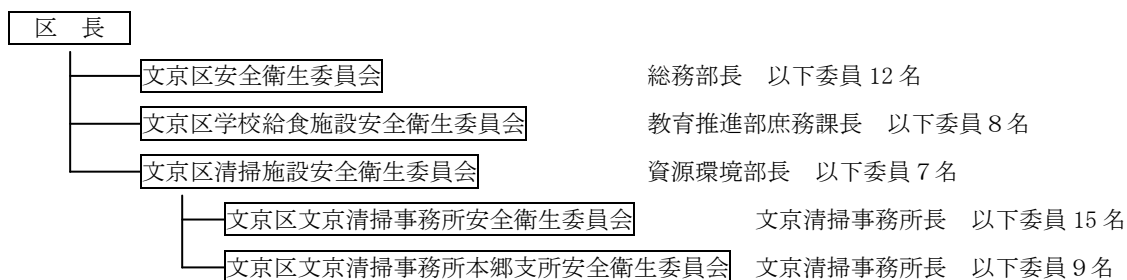 区 長
文京区安全衛生委員会 総務部長 以下委員 12 名
文京区学校給食施設安全衛生委員会 教育推進部庶務課長 以下委員8名
文京区清掃施設安全衛生委員会 資源環境部長 以下委員7名
文京区文京清掃事務所安全衛生委員会 文京清掃事務所長 以下委員 15 名
文京区文京清掃事務所本郷支所安全衛生委員会 文京清掃事務所長 以下委員9名